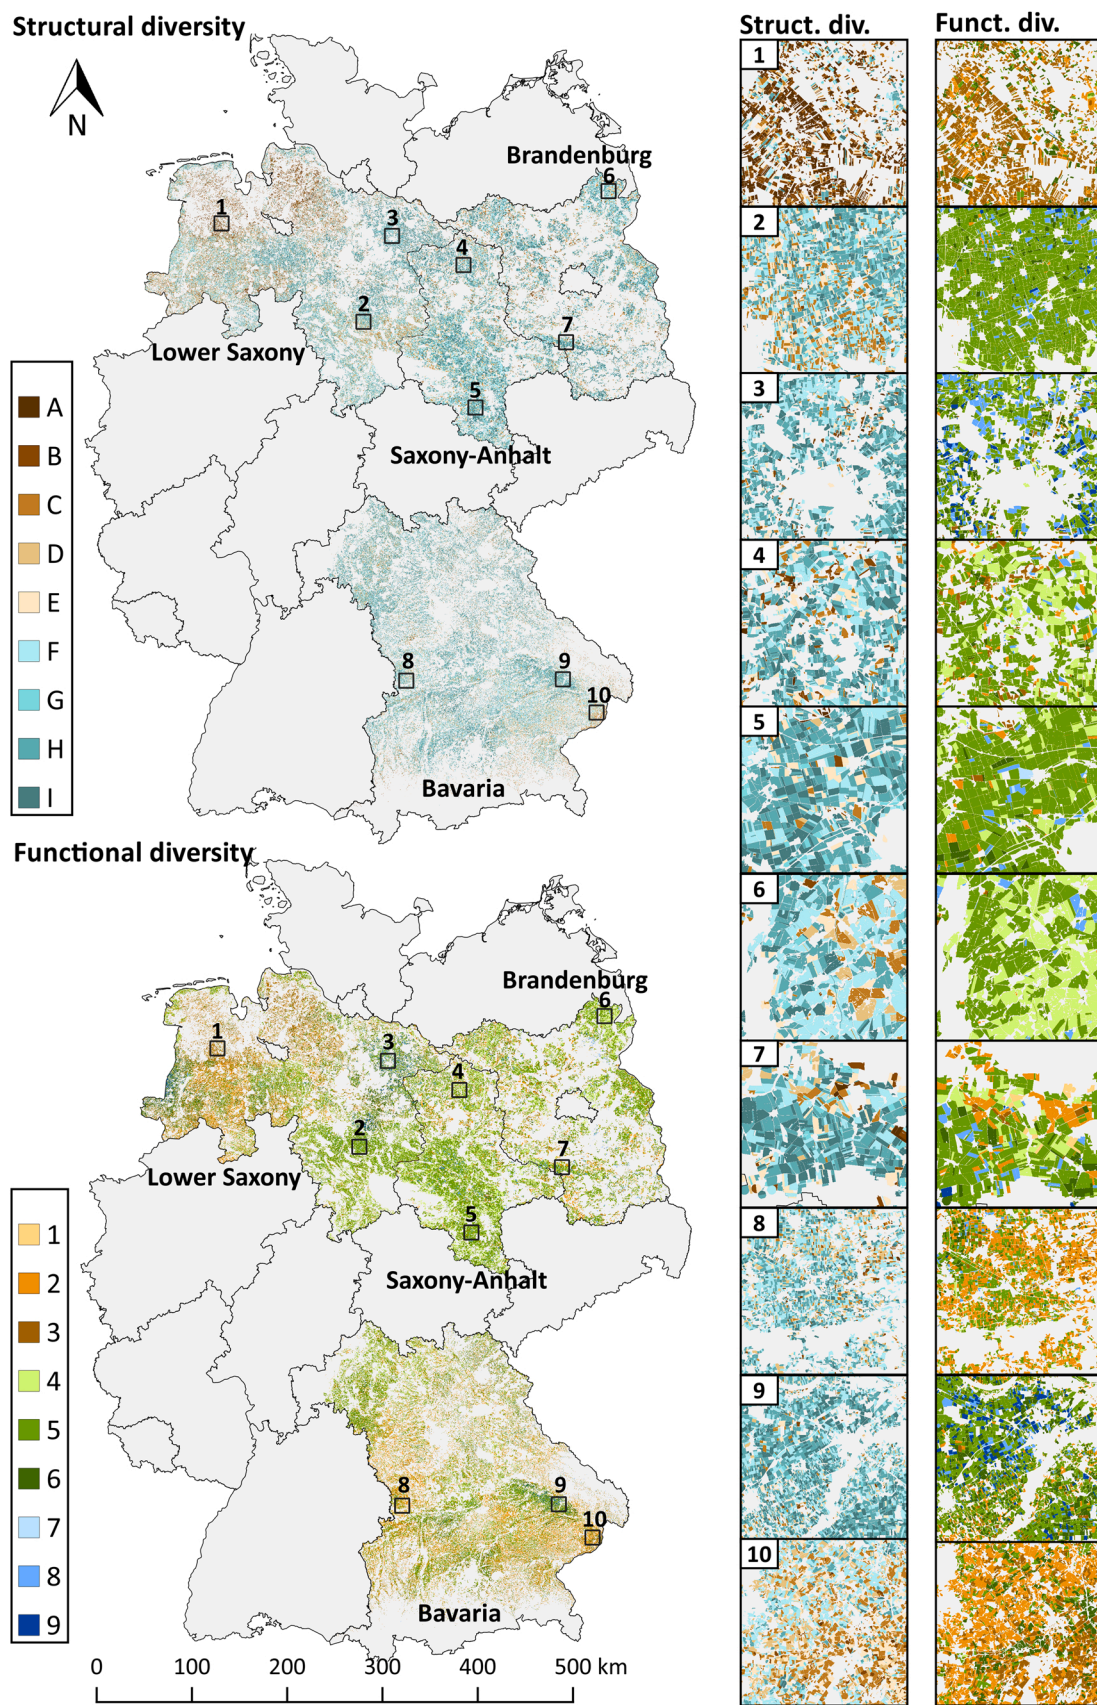 Structural diversity
N
Brandenburg
6
1
3
4
2
7
Lower Saxony
5
Saxony-Anhalt
8
9
10
Bavaria
A
B
C
D
E
F
G
H
I
Functional diversity
Brandenburg
6
1
3
4
2
7
Lower Saxony
5
Saxony-Anhalt
8
9
10
Bavaria
1
2
3
4
5
6
7
8
9
0 100 200 300 400 500 km
Struct. div. Funct. div.
1
2
3
4
5
6
7
8
9
10